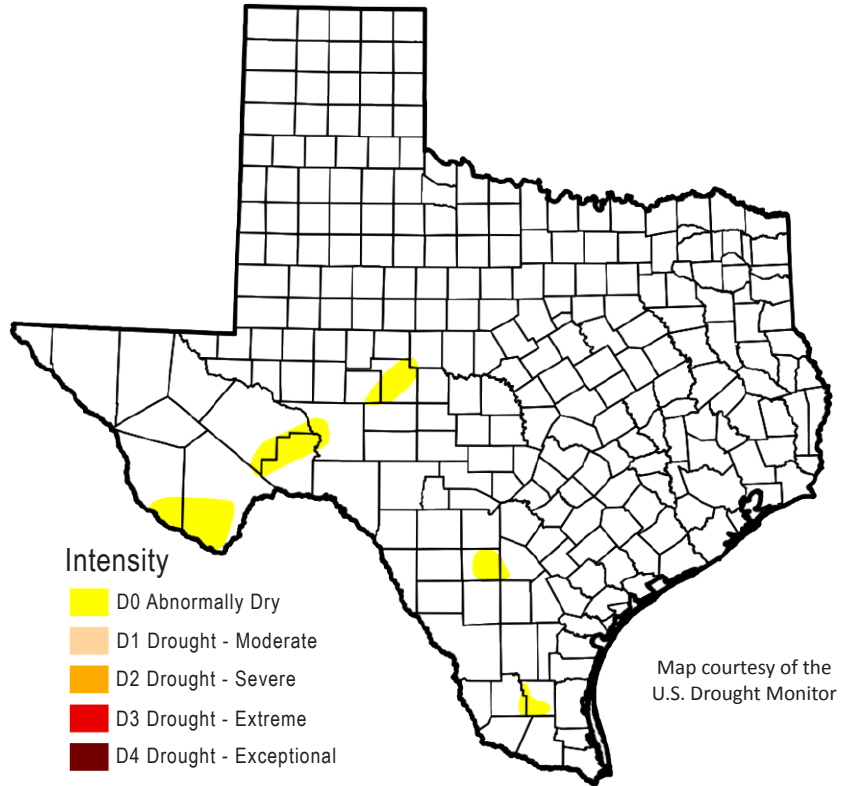 Intensity
D0 Abnormally Dry
D1 Drought - Moderate
D2 Drought - Severe
D3 Drought - Extreme
D4 Drought - Exceptional
Map courtesy of the
U.S. Drought Monitor